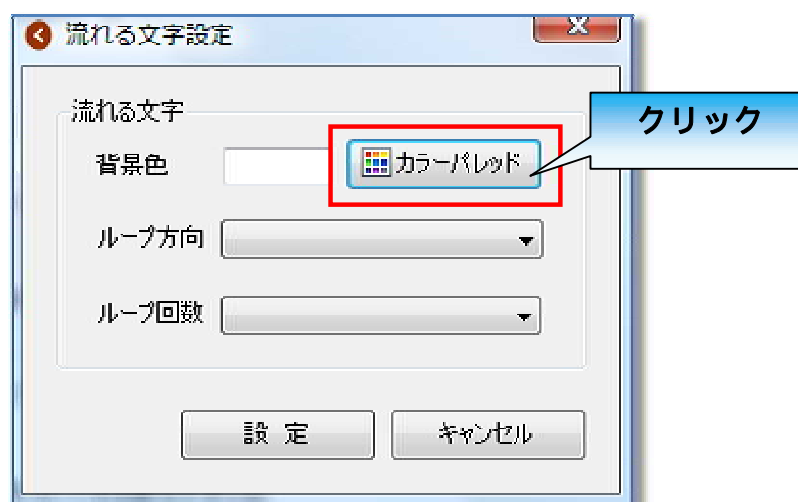 流れる文字設定
流れる文字
クリック
背景色
カラーパレッド
ループ方向
ループ回数
設 定
キャンセル